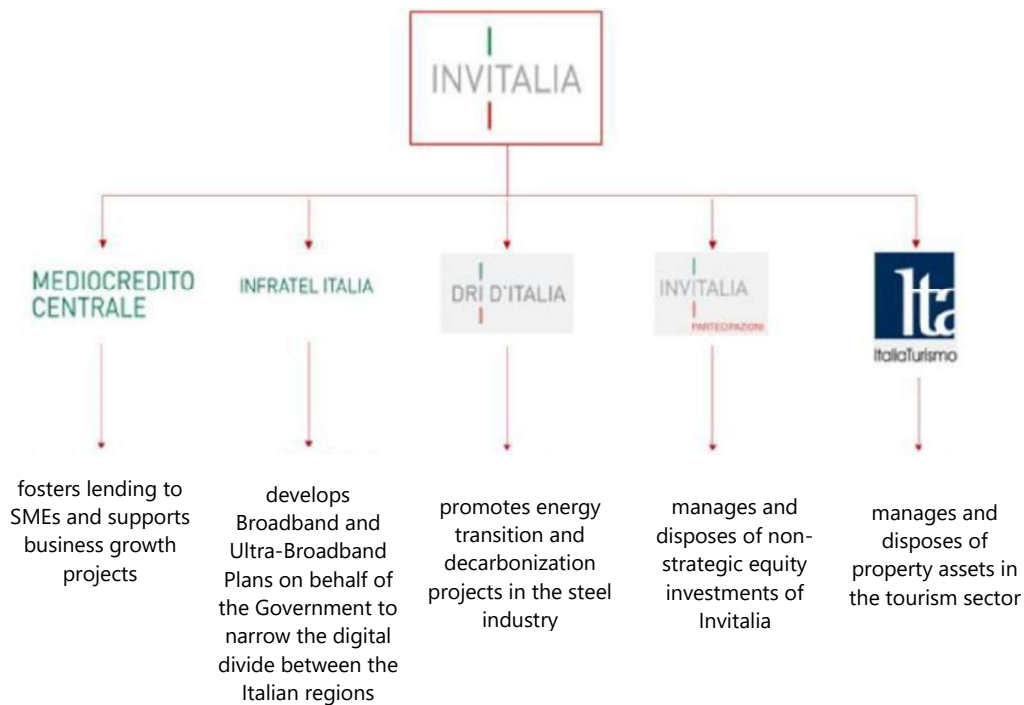 INVITALIA
MEDIOCREDITO
CENTRALE
INFRATEL ITALIA
DRI D'ITALIA
INVITALIA
PARTECIPAZIONI
Ita
ItaliaTurismo
fosters lending to
SMEs and supports
business growth
projects
develops
Broadband and
Ultra-Broadband
Plans on behalf of
the Government to
narrow the digital
divide between the
Italian regions
promotes energy
transition and
decarbonization
projects in the steel
industry
manages and
disposes of non-
strategic equity
investments of
Invitalia
manages and
disposes of
property assets in
the tourism sector